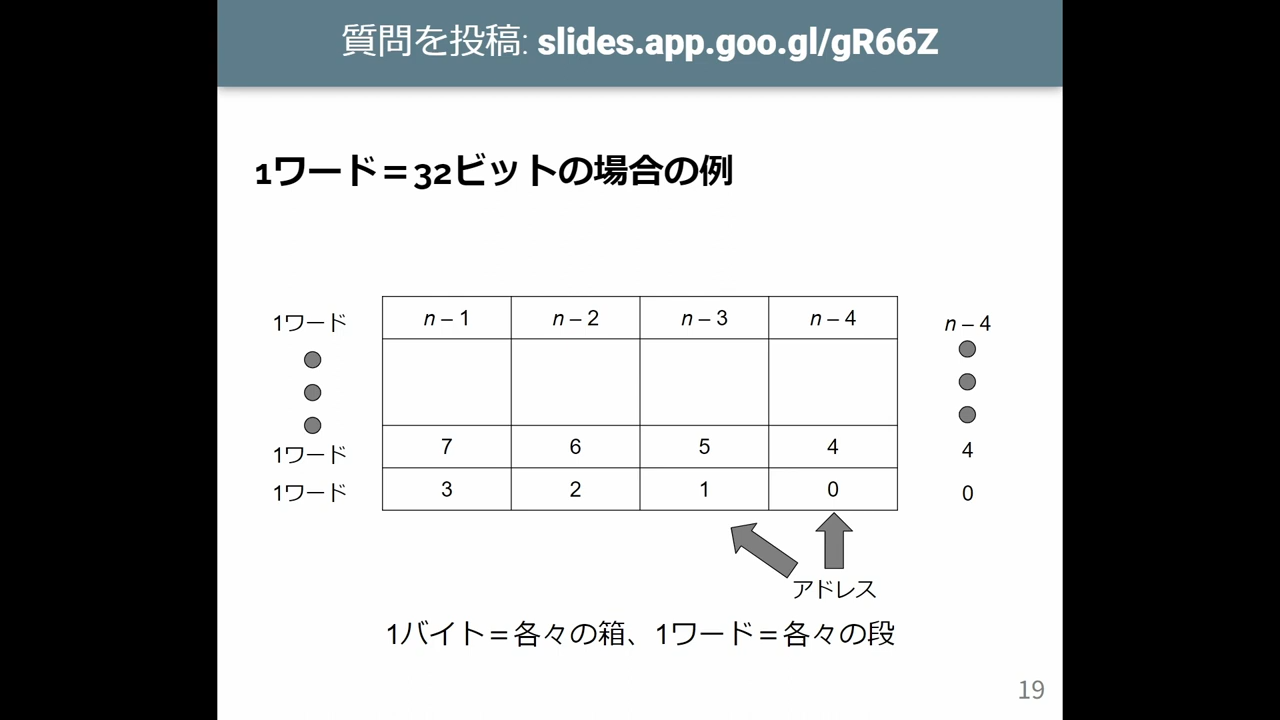 質問を投稿: slides.app.goo.gl/gR66Z
1ワード＝32ビットの場合の例
1ワード n – 1 n – 2 n – 3 n – 4 n – 4
1ワード 7 6 5 4 4
1ワード 3 2 1 0 0
アドレス
1バイト＝各々の箱、1ワード＝各々の段
19